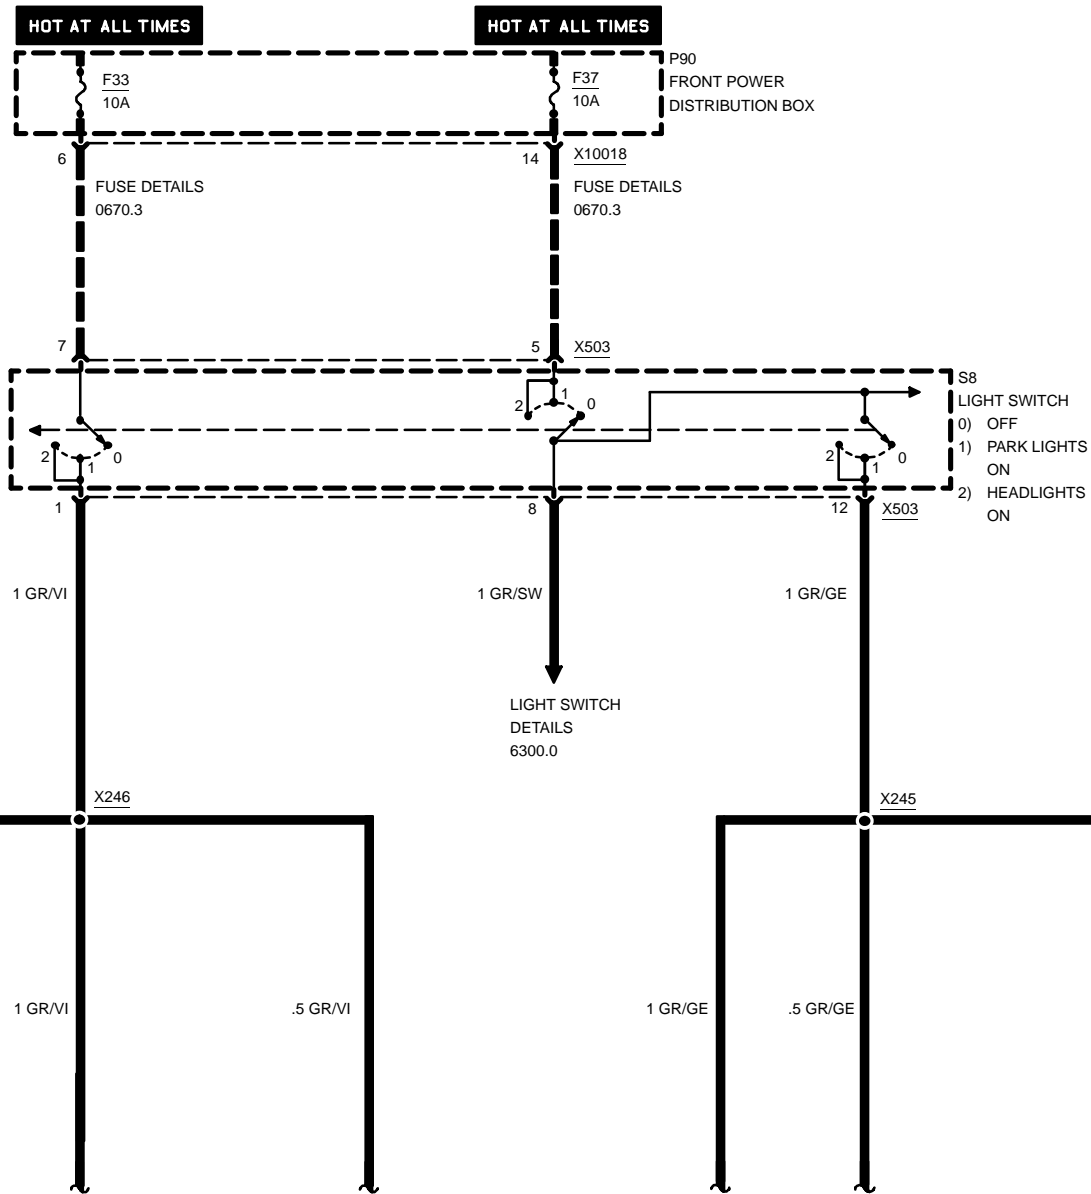 HOT AT ALL TIMES
HOT AT ALL TIMES
F33
10A
F37
10A
P90
FRONT POWER
DISTRIBUTION BOX
6
14
X10018
FUSE DETAILS
0670.3
FUSE DETAILS
0670.3
7
5
X503
2
1
0
2
1
0
2
1
0
S8
LIGHT SWITCH
0) OFF
1) PARK LIGHTS
ON
2) HEADLIGHTS
ON
1
8
12
X503
1 GR/VI
1 GR/SW
1 GR/GE
LIGHT SWITCH
DETAILS
6300.0
X246
X245
1 GR/VI
.5 GR/VI
1 GR/GE
.5 GR/GE